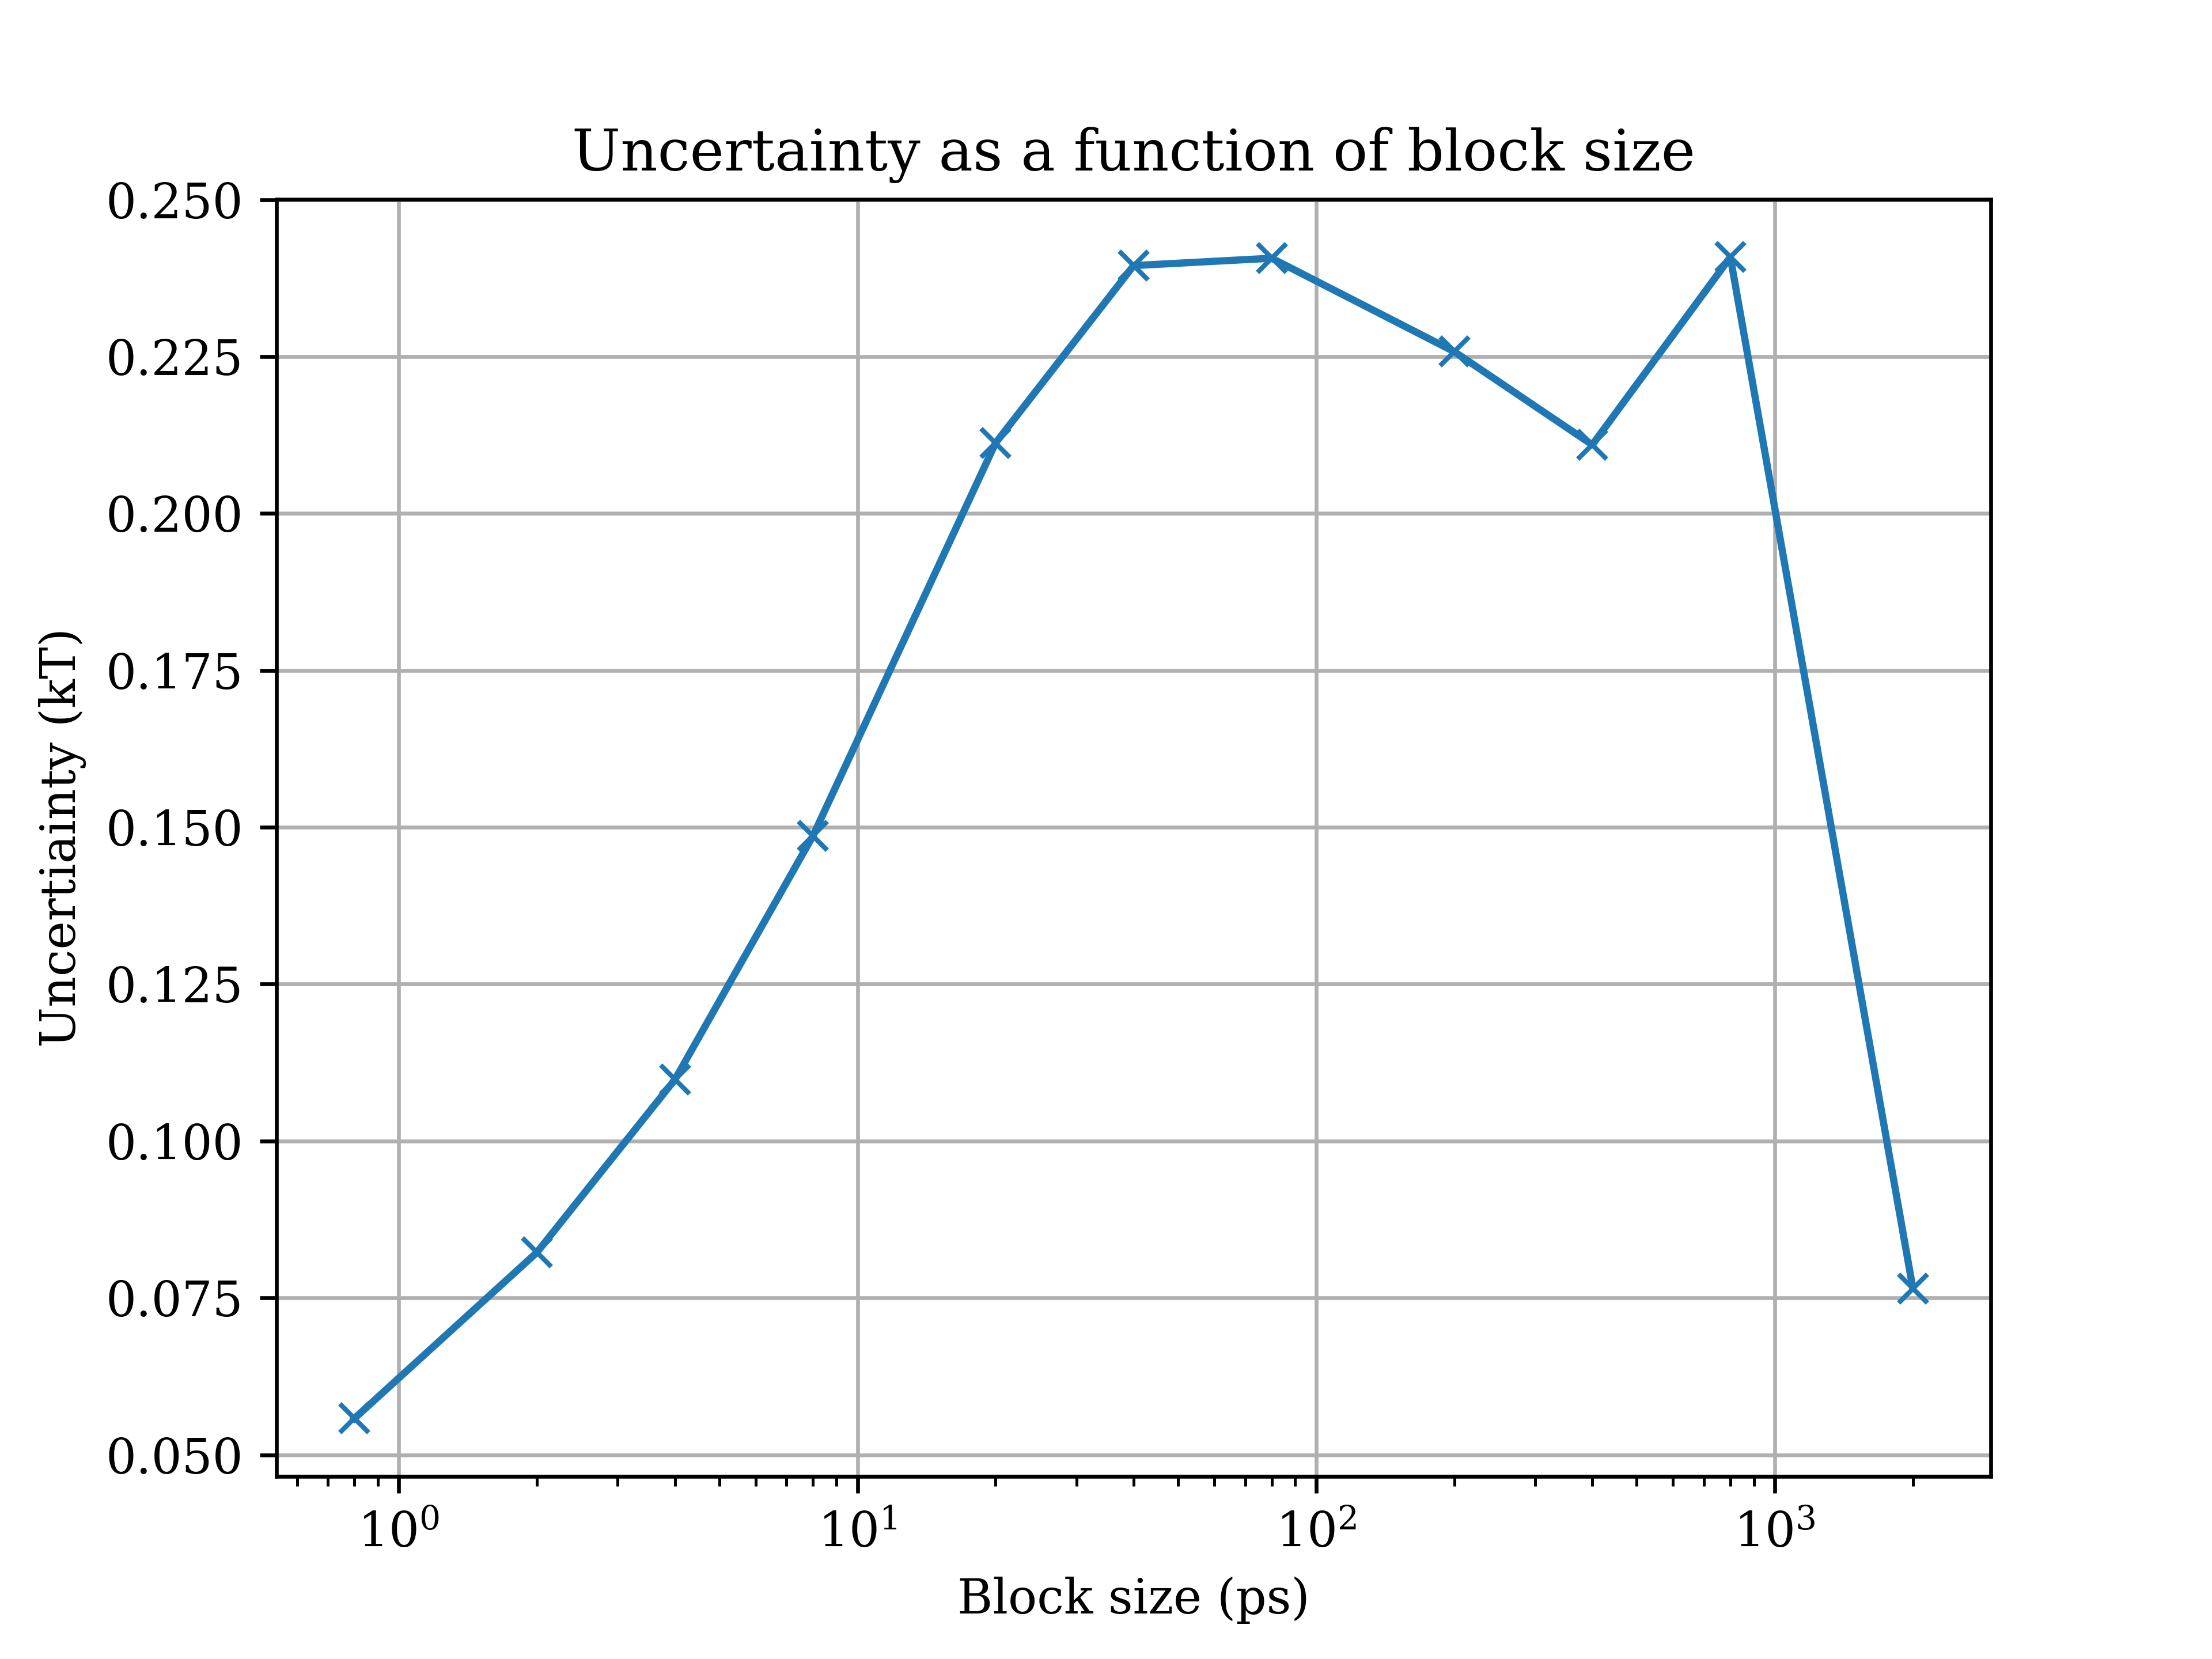 Uncertainty as a function of block size
0.250
0.225
0.200
0.175
0.150
0.125
0.100
0.075
0.050
Uncertiainty (kT)
10⁰ 10¹ 10² 10³
Block size (ps)